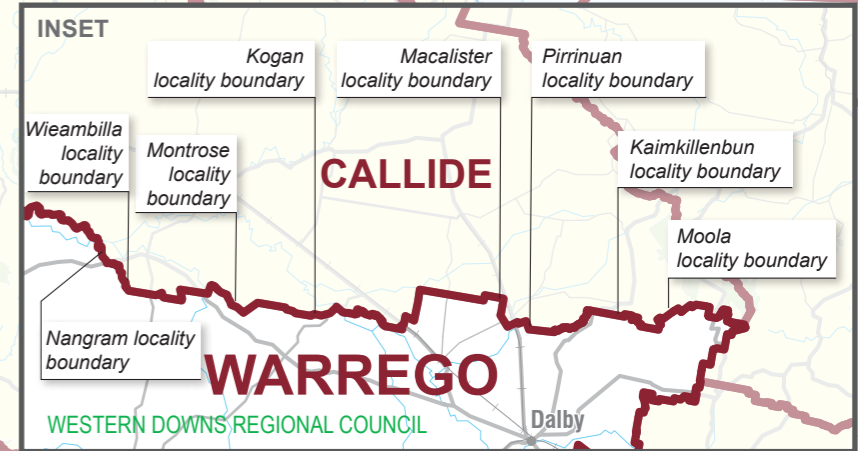 INSET
Kogan
locality boundary
Macalister
locality boundary
Pirrinuan
locality boundary
Wieambilla
locality
boundary
Montrose
locality
boundary
Kaimkillenbun
locality boundary
CALLIDE
Moola
locality boundary
Nangram locality
boundary
WARREGO
WESTERN DOWNS REGIONAL COUNCIL
Dalby